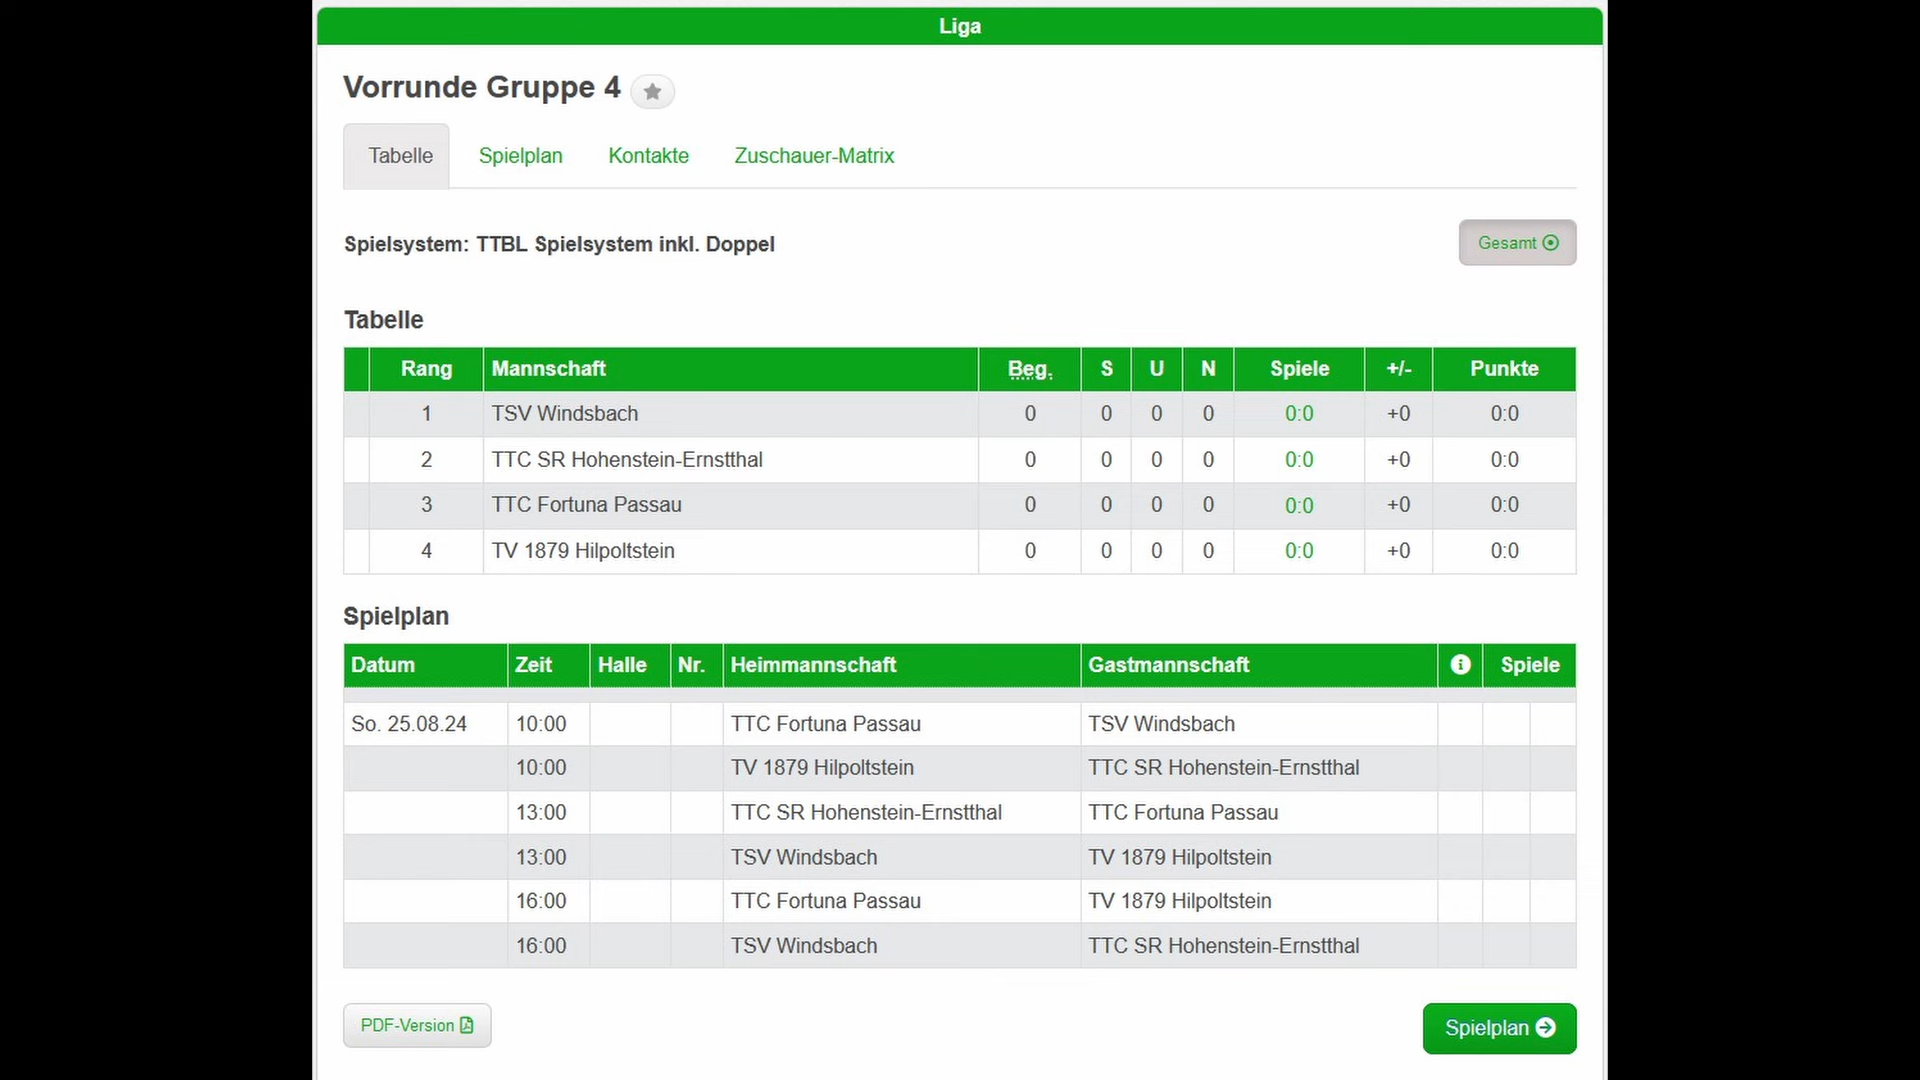 Liga
Vorrunde Gruppe 4
Tabelle Spielplan Kontakte Zuschauer-Matrix
Spielsystem: TTBL Spielsystem inkl. Doppel
Gesamt
Tabelle
Rang Mannschaft Beg. S U N Spiele +/- Punkte
1 TSV Windsbach 0 0 0 0 0:0 +0 0:0
2 TTC SR Hohenstein-Ernstthal 0 0 0 0 0:0 +0 0:0
3 TTC Fortuna Passau 0 0 0 0 0:0 +0 0:0
4 TV 1879 Hilpoltstein 0 0 0 0 0:0 +0 0:0
Spielplan
Datum Zeit Halle Nr. Heimmannschaft Gastmannschaft Spiele
So. 25.08.24 10:00 TTC Fortuna Passau TSV Windsbach
10:00 TV 1879 Hilpoltstein TTC SR Hohenstein-Ernstthal
13:00 TTC SR Hohenstein-Ernstthal TTC Fortuna Passau
13:00 TSV Windsbach TV 1879 Hilpoltstein
16:00 TTC Fortuna Passau TV 1879 Hilpoltstein
16:00 TSV Windsbach TTC SR Hohenstein-Ernstthal
PDF-Version
Spielplan